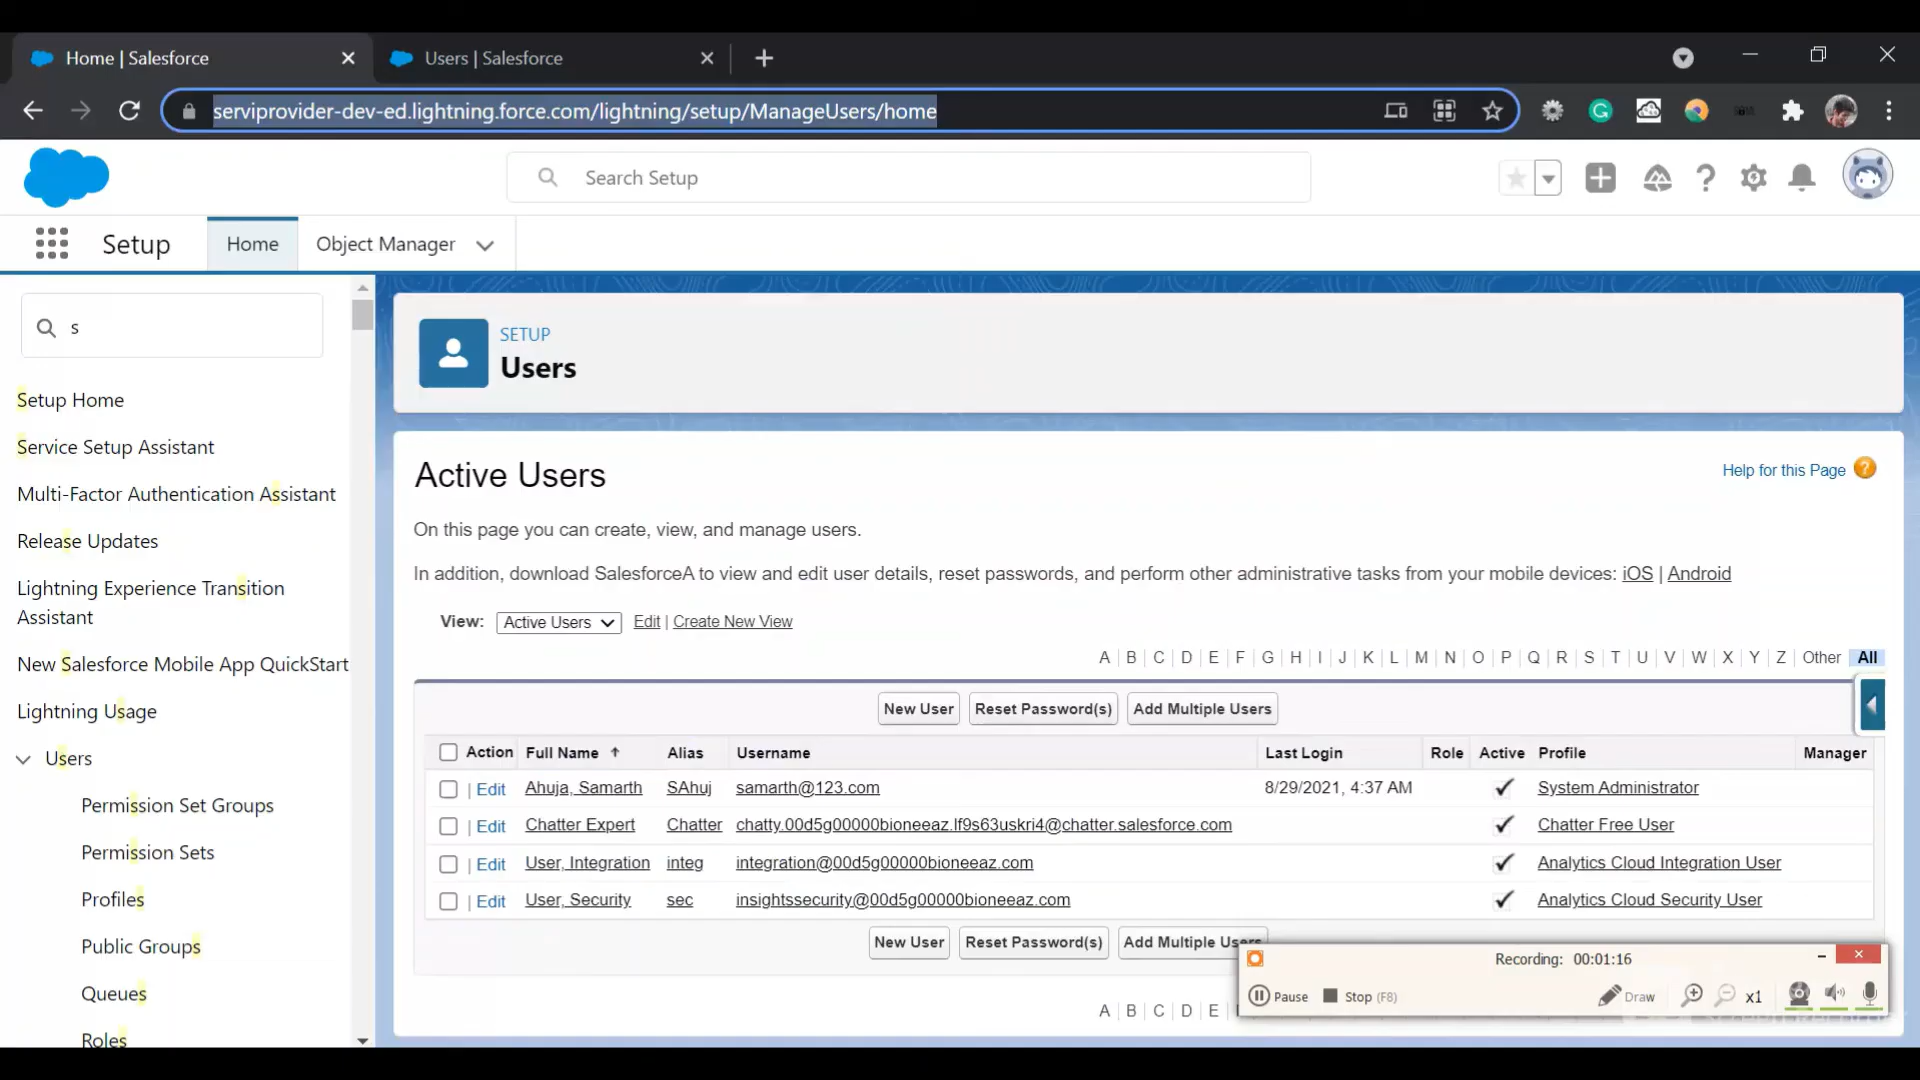 Home | Salesforce
Users | Salesforce
serviprovider-dev-ed.lightning.force.com/lightning/setup/ManageUsers/home
Search Setup
Setup
Home
Object Manager
s
Setup Home
Service Setup Assistant
Multi-Factor Authentication Assistant
Release Updates
Lightning Experience Transition
Assistant
New Salesforce Mobile App QuickStart
Lightning Usage
Users
Permission Set Groups
Permission Sets
Profiles
Public Groups
Queues
Roles
SETUP
Users
Active Users
Help for this Page ?
On this page you can create, view, and manage users.
In addition, download SalesforceA to view and edit user details, reset passwords, and perform other administrative tasks from your mobile devices: iOS | Android
View: Active Users Edit | Create New View
A | B | C | D | E | F | G | H | I | J | K | L | M | N | O | P | Q | R | S | T | U | V | W | X | Y | Z | Other All
New User Reset Password(s) Add Multiple Users
Action Full Name ↑ Alias Username Last Login Role Active Profile Manager
| Edit Ahuja, Samarth SAhuj samarth@123.com 8/29/2021, 4:37 AM System Administrator
| Edit Chatter Expert Chatter chatty.00d5g00000bioneeaz.lf9s63uskri4@chatter.salesforce.com Chatter Free User
| Edit User, Integration integ integration@00d5g00000bioneeaz.com Analytics Cloud Integration User
| Edit User, Security sec insightssecurity@00d5g00000bioneeaz.com Analytics Cloud Security User
New User Reset Password(s) Add Multiple Users
A | B | C | D | E
Recording: 00:01:16
Pause Stop (F8) Draw x1